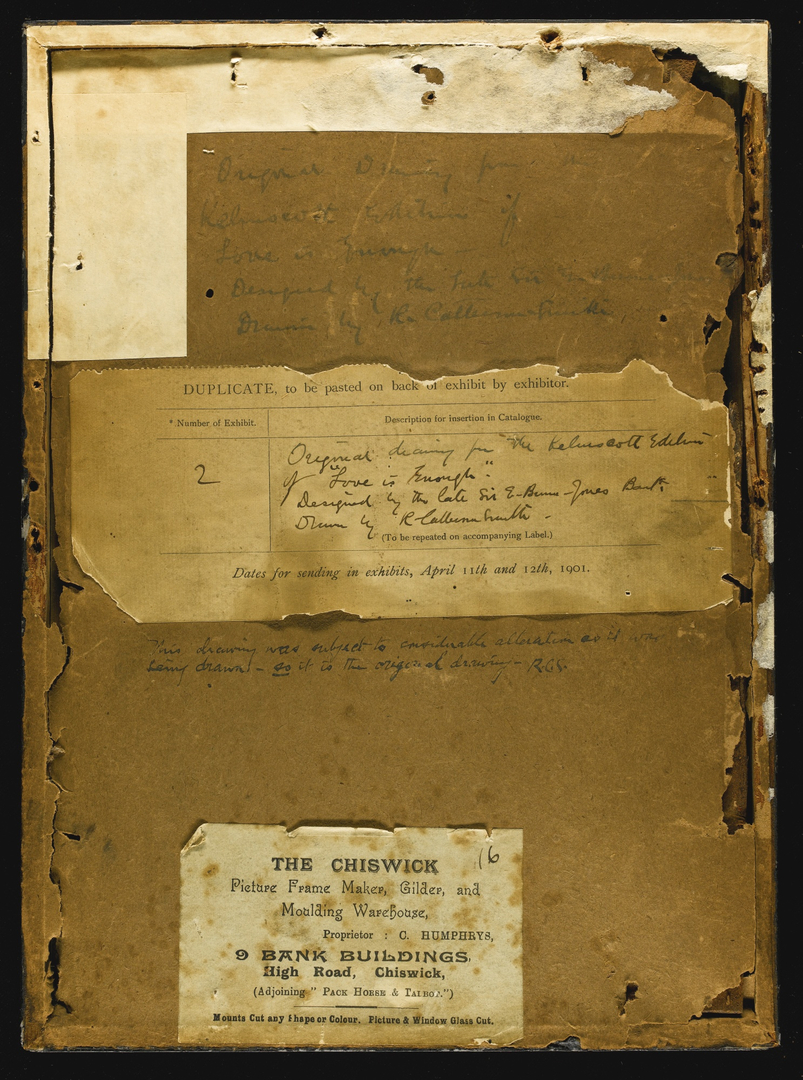 Original Drawing from the
Kelmscott Edition of
Love is Enough –
Designed by the late Sir
Drawn by R. Catterson Smith,
DUPLICATE, to be pasted on back of exhibit by exhibitor.
* Number of Exhibit.
Description for insertion in Catalogue.
2
Original drawing for "the Kelmscott Edition
of "Love is Enough".
Designed by the late Sir E-Burne-Jones Bart.
Drawn by R-Catterson Smith –
(To be repeated on accompanying Label.)
Dates for sending in exhibits, April 11th and 12th, 1901.
This drawing was subject to considerable alteration as it was
being drawn – so it is the original drawing – RCS.
16
THE CHISWICK
Picture Frame Maker, Gilder, and
Moulding Warehouse,
Proprietor : C. HUMPHRYS,
9 BANK BUILDINGS,
High Road, Chiswick,
(Adjoining " PACK HORSE & TALBOT.")
Mounts Cut any Shape or Colour. Picture & Window Glass Cut.